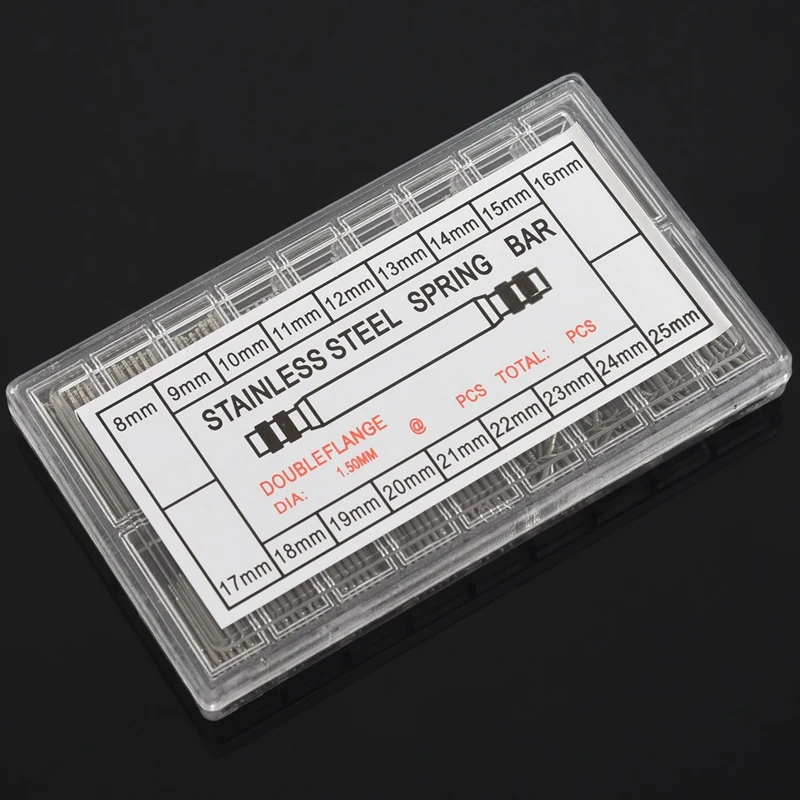 8mm 9mm 10mm 11mm 12mm 13mm 14mm 15mm 16mm
STAINLESS STEEL SPRING BAR
DOUBLEFLANGE @ PCS TOTAL: PCS
DIA: 1.50MM
17mm 18mm 19mm 20mm 21mm 22mm 23mm 24mm 25mm